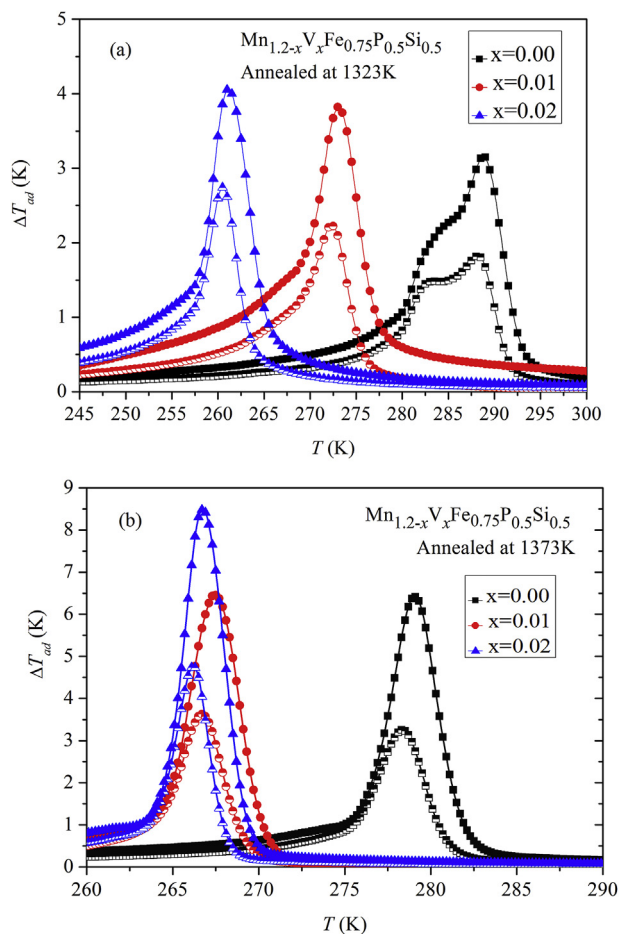 (a)
Mn1.2-xVxFe0.75P0.5Si0.5
Annealed at 1323K
x=0.00
x=0.01
x=0.02
5
4
3
2
1
0
ΔTad (K)
245 250 255 260 265 270 275 280 285 290 295 300
T (K)
(b)
Mn1.2-xVxFe0.75P0.5Si0.5
Annealed at 1373K
x=0.00
x=0.01
x=0.02
9
8
7
6
5
4
3
2
1
0
ΔTad (K)
260 265 270 275 280 285 290
T (K)